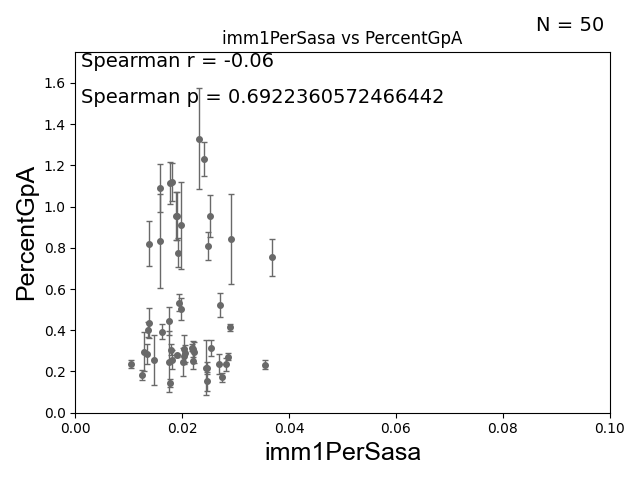 N = 50
imm1PerSasa vs PercentGpA
Spearman r = -0.06
Spearman p = 0.6922360572466442
1.6
1.4
1.2
1.0
0.8
0.6
0.4
0.2
0.0
PercentGpA
0.00 0.02 0.04 0.06 0.08 0.10
imm1PerSasa